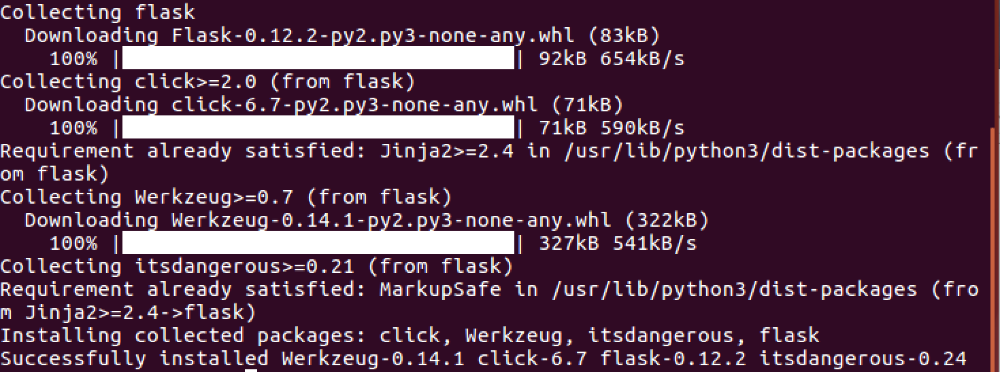 Collecting flask
  Downloading Flask-0.12.2-py2.py3-none-any.whl (83kB)
    100% |                                | 92kB 654kB/s
Collecting click>=2.0 (from flask)
  Downloading click-6.7-py2.py3-none-any.whl (71kB)
    100% |                                | 71kB 590kB/s
Requirement already satisfied: Jinja2>=2.4 in /usr/lib/python3/dist-packages (fr
om flask)
Collecting Werkzeug>=0.7 (from flask)
  Downloading Werkzeug-0.14.1-py2.py3-none-any.whl (322kB)
    100% |                                | 327kB 541kB/s
Collecting itsdangerous>=0.21 (from flask)
Requirement already satisfied: MarkupSafe in /usr/lib/python3/dist-packages (fro
m Jinja2>=2.4->flask)
Installing collected packages: click, Werkzeug, itsdangerous, flask
Successfully installed Werkzeug-0.14.1 click-6.7 flask-0.12.2 itsdangerous-0.24